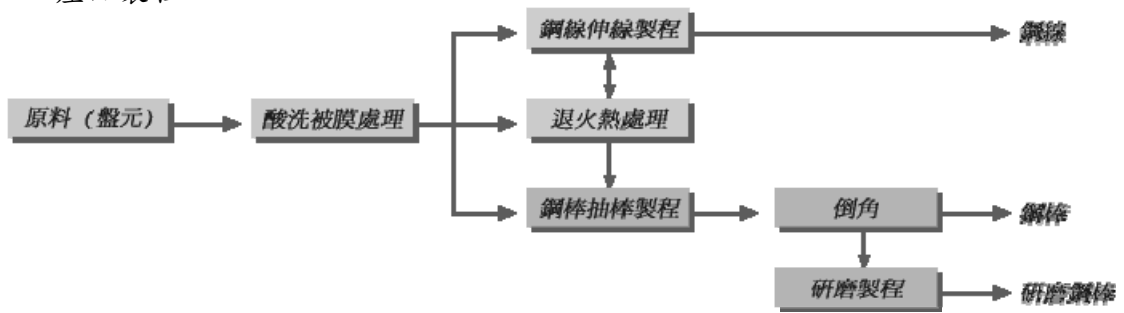 鋼線伸線製程
鋼線
原料（盤元）
酸洗被膜處理
退火熱處理
鋼棒抽棒製程
倒角
鋼棒
研磨製程
研磨鋼棒